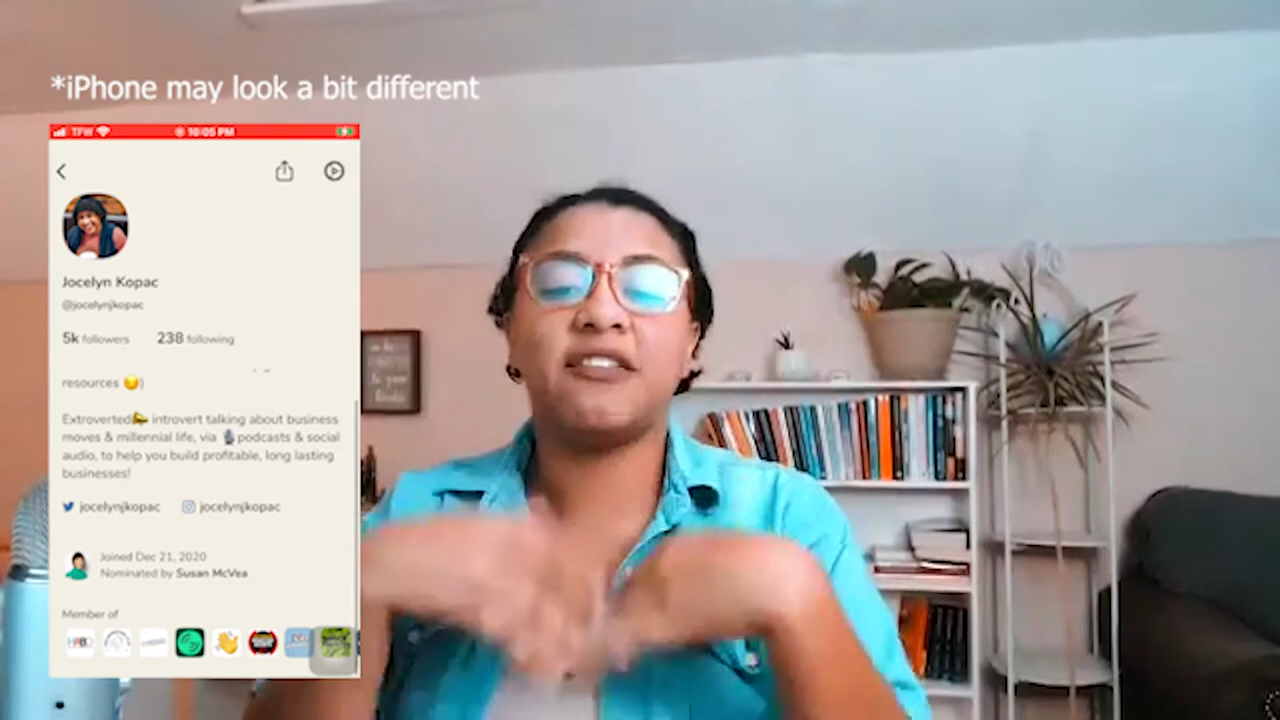 *iPhone may look a bit different
TFW 10:05 PM
Jocelyn Kopac
@jocelynjkopac
5k followers 238 following
resources 😏)
Extroverted introvert talking about business
moves & millennial life, via 🎙podcasts & social
audio, to help you build profitable, long lasting
businesses!
jocelynjkopac jocelynjkopac
Joined Dec 21, 2020
Nominated by Susan McVea
Member of